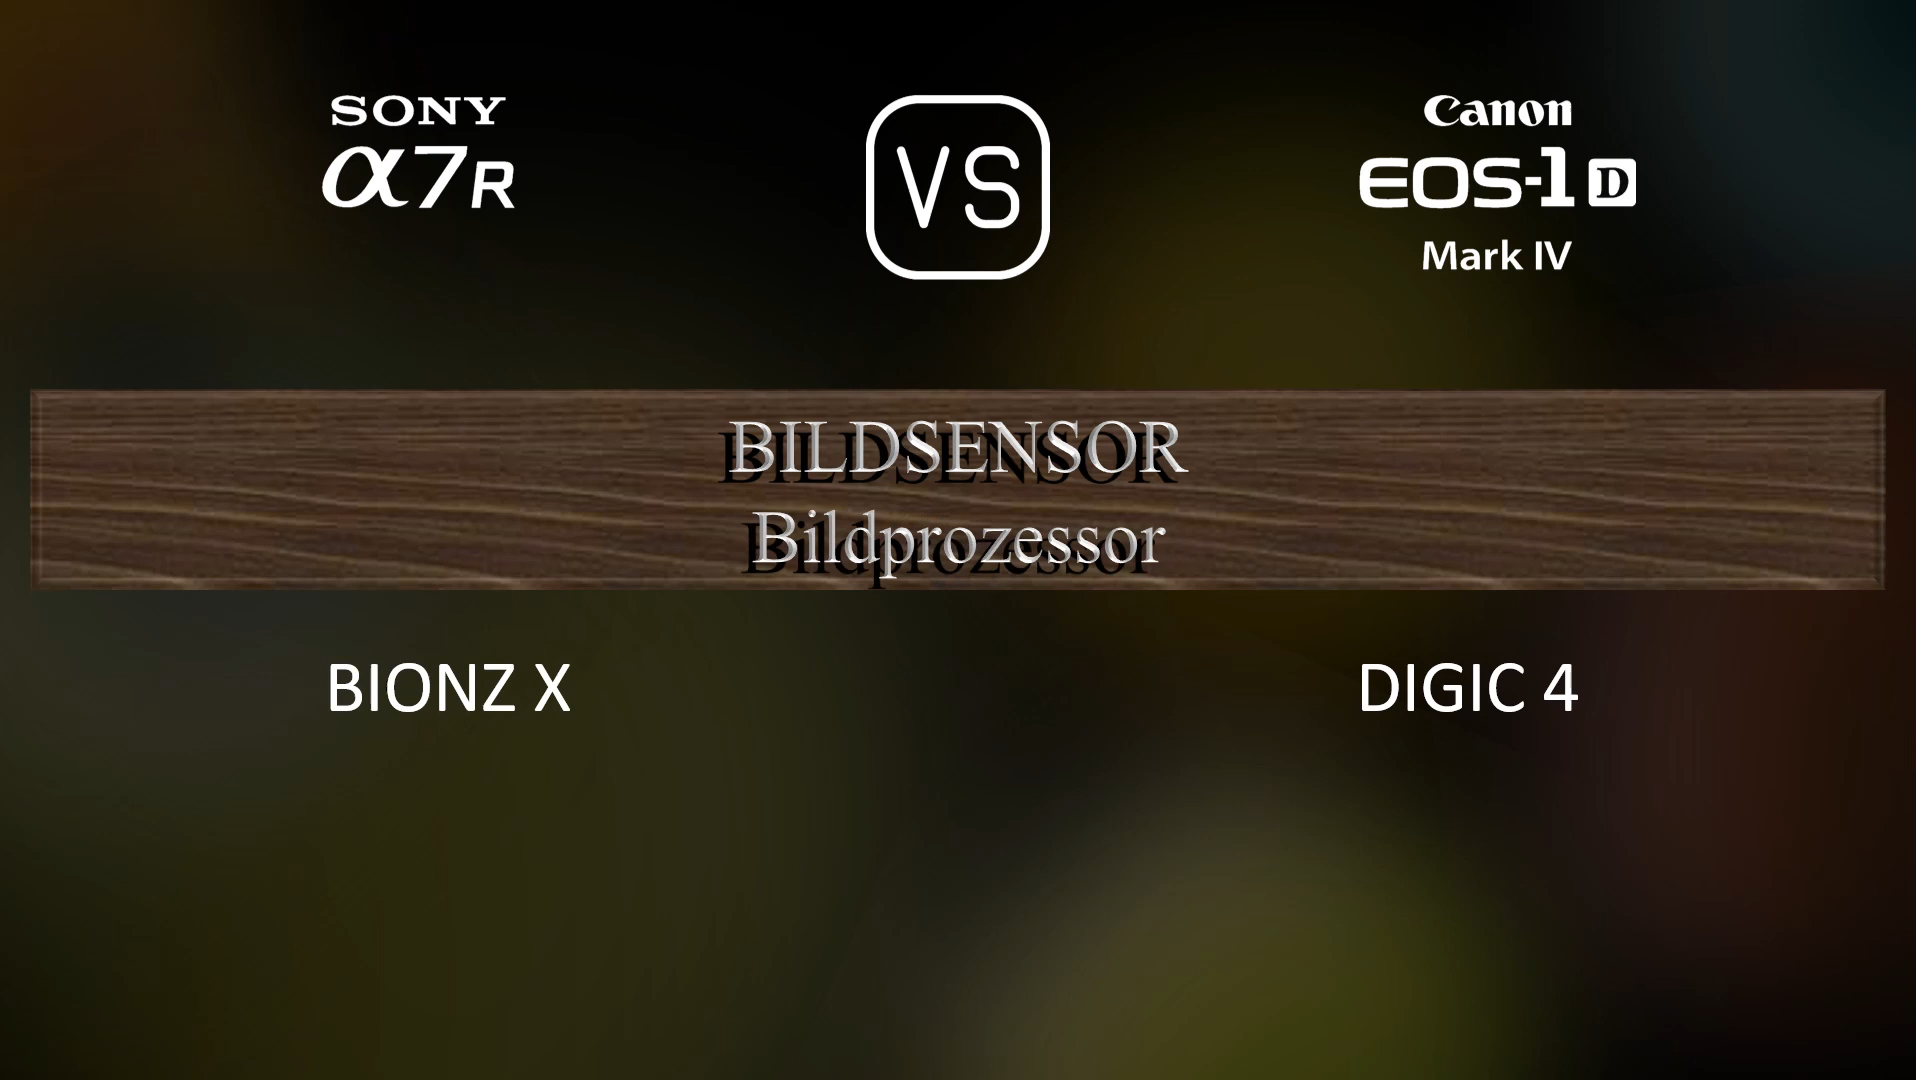 SONY
α7R
VS
Canon
EOS-1D
Mark IV
BILDSENSOR
Bildprozessor
BIONZ X
DIGIC 4